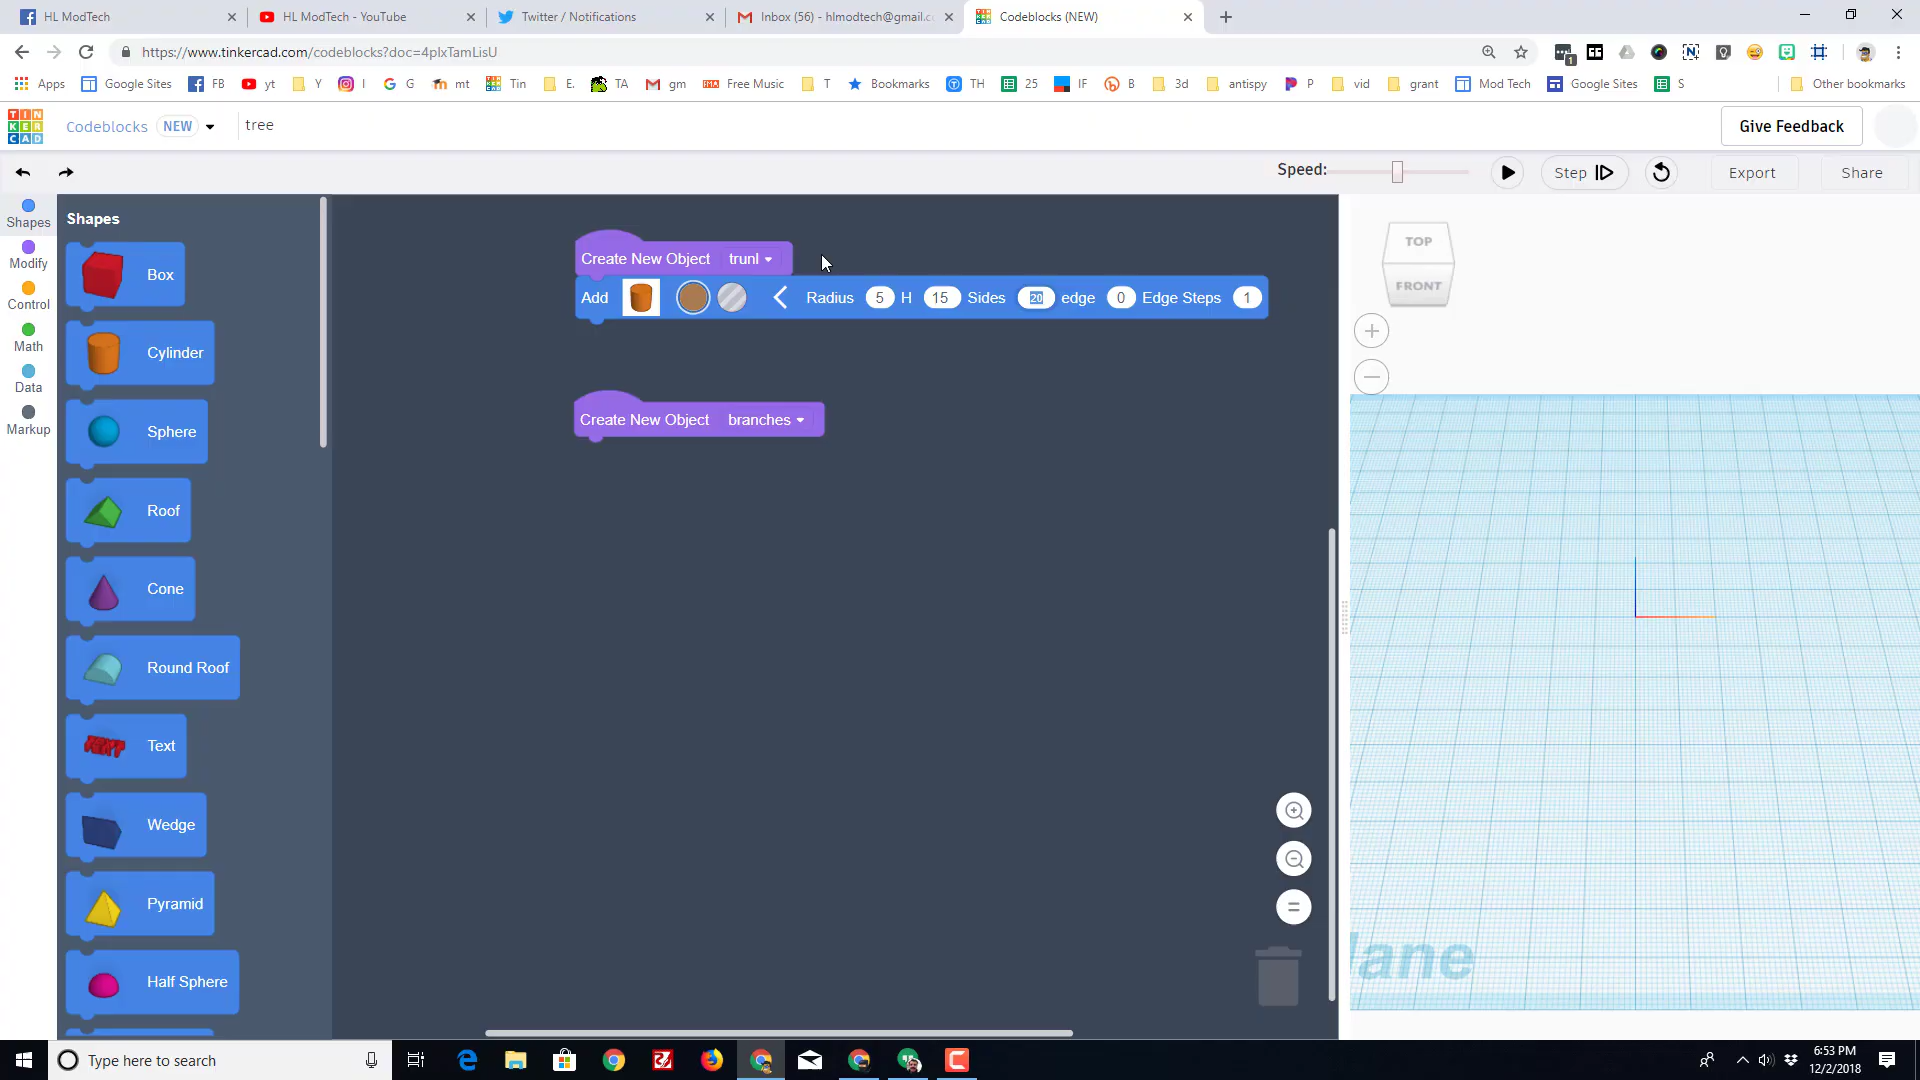 HL ModTech
HL ModTech - YouTube
Twitter / Notifications
Inbox (56) - hlmodtech@gmail.c
Codeblocks (NEW)
https://www.tinkercad.com/codeblocks?doc=4plxTamLisU
1
Apps Google Sites FB yt Y I G mt Tin E. TA gm Free Music T Bookmarks TH 25 IF B 3d antispy P vid grant Mod Tech Google Sites S Other bookmarks
TIN
KER
CAD
Codeblocks NEW tree
Give Feedback
Speed:
Step
Export
Share
Shapes
Modify
Control
Math
Data
Markup
Shapes
Box
Cylinder
Sphere
Roof
Cone
Round Roof
Text
Wedge
Pyramid
Half Sphere
Create New Object trunl
Add Radius 5 H 15 Sides 20 edge 0 Edge Steps 1
Create New Object branches
TOP
FRONT
lane
Type here to search
6:53 PM
12/2/2018